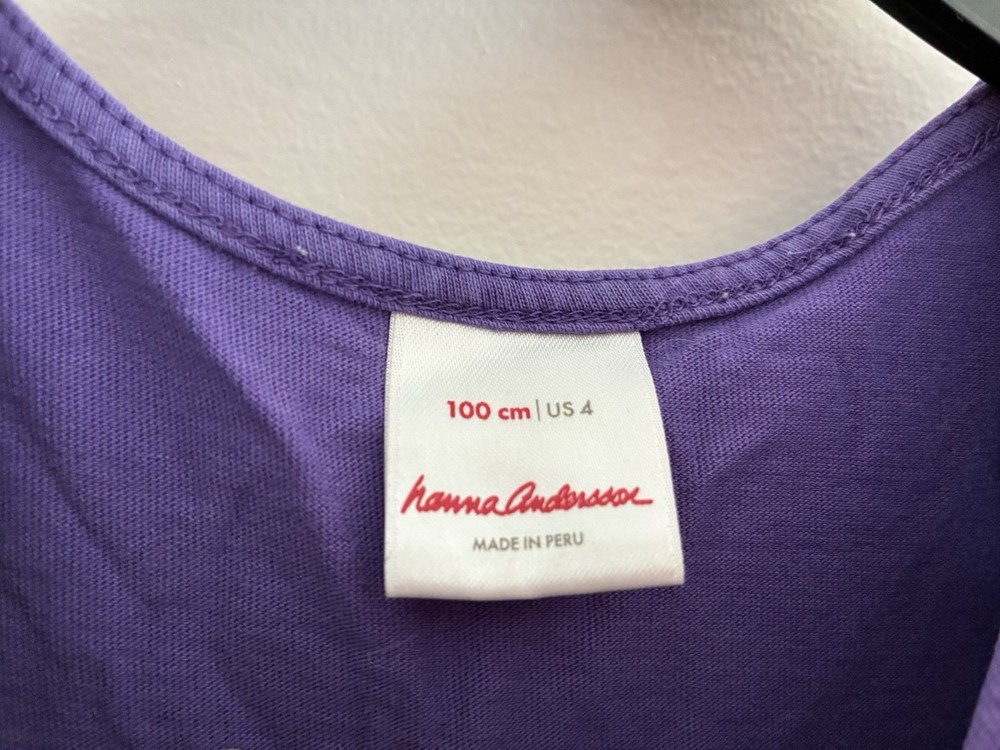 100 cm | US 4
hanna Andersson
MADE IN PERU